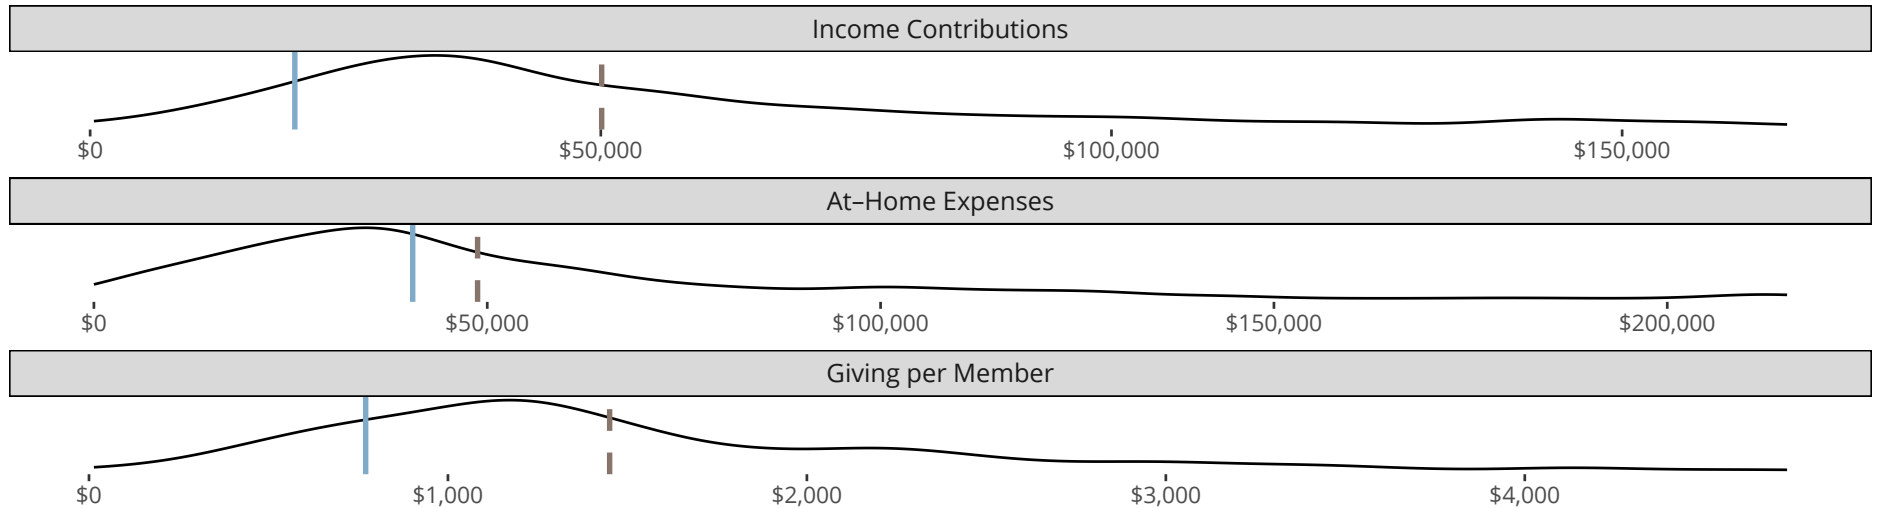 Income Contributions
$0 $50,000 $100,000 $150,000
At–Home Expenses
$0 $50,000 $100,000 $150,000 $200,000
Giving per Member
$0 $1,000 $2,000 $3,000 $4,000